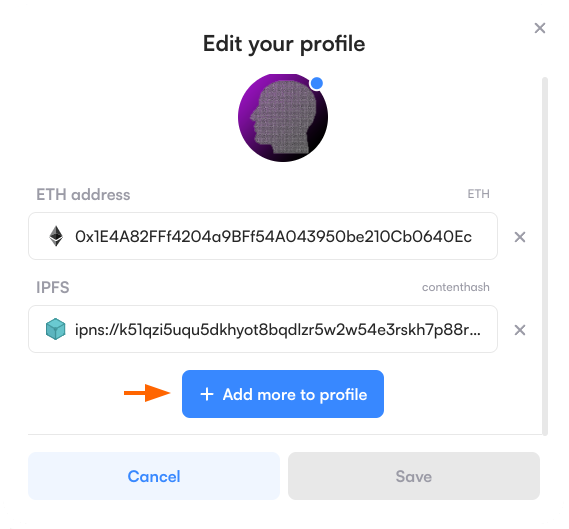 Edit your profile
ETH address
ETH
0x1E4A82FFf4204a9BFf54A043950be210Cb0640Ec
IPFS
contenthash
ipns://k51qzi5uqu5dkhyot8bqdlzr5w2w54e3rskh7p88r...
+ Add more to profile
Cancel
Save